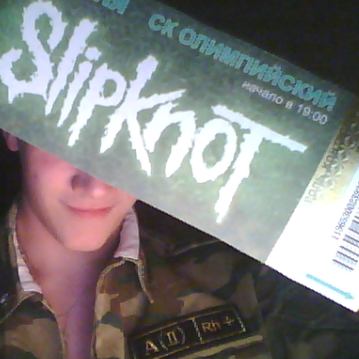 СК ОЛИМПИЙСКИЙ
начало в 19:00
Slipknot
A (II) Rh +